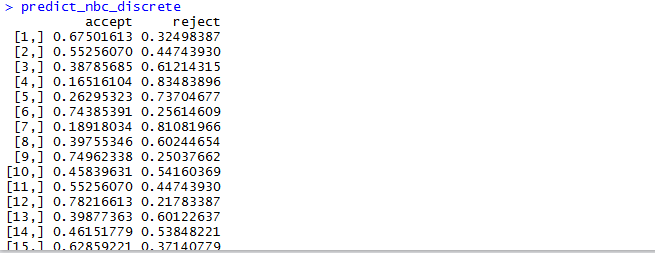 > predict_nbc_discrete
accept reject
[1,] 0.67501613 0.32498387
[2,] 0.55256070 0.44743930
[3,] 0.38785685 0.61214315
[4,] 0.16516104 0.83483896
[5,] 0.26295323 0.73704677
[6,] 0.74385391 0.25614609
[7,] 0.18918034 0.81081966
[8,] 0.39755346 0.60244654
[9,] 0.74962338 0.25037662
[10,] 0.45839631 0.54160369
[11,] 0.55256070 0.44743930
[12,] 0.78216613 0.21783387
[13,] 0.39877363 0.60122637
[14,] 0.46151779 0.53848221
[15,] 0.62859221 0.37140779